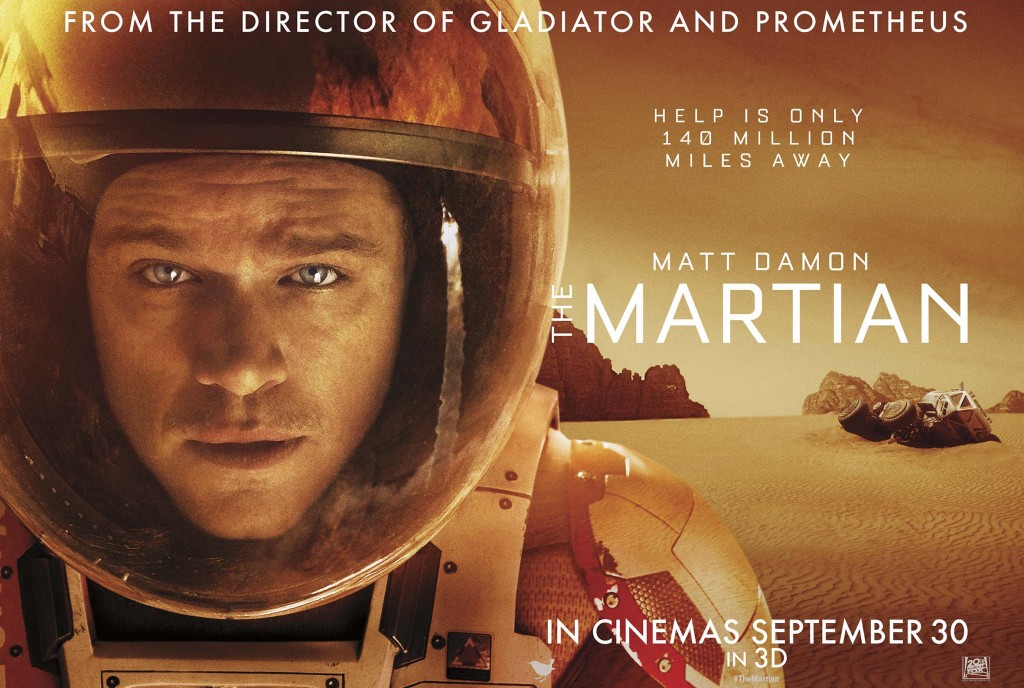 FROM THE DIRECTOR OF GLADIATOR AND PROMETHEUS
HELP IS ONLY
140 MILLION
MILES AWAY
MATT DAMON
THE MARTIAN
IN CINEMAS SEPTEMBER 30
IN 3D
#TheMartian